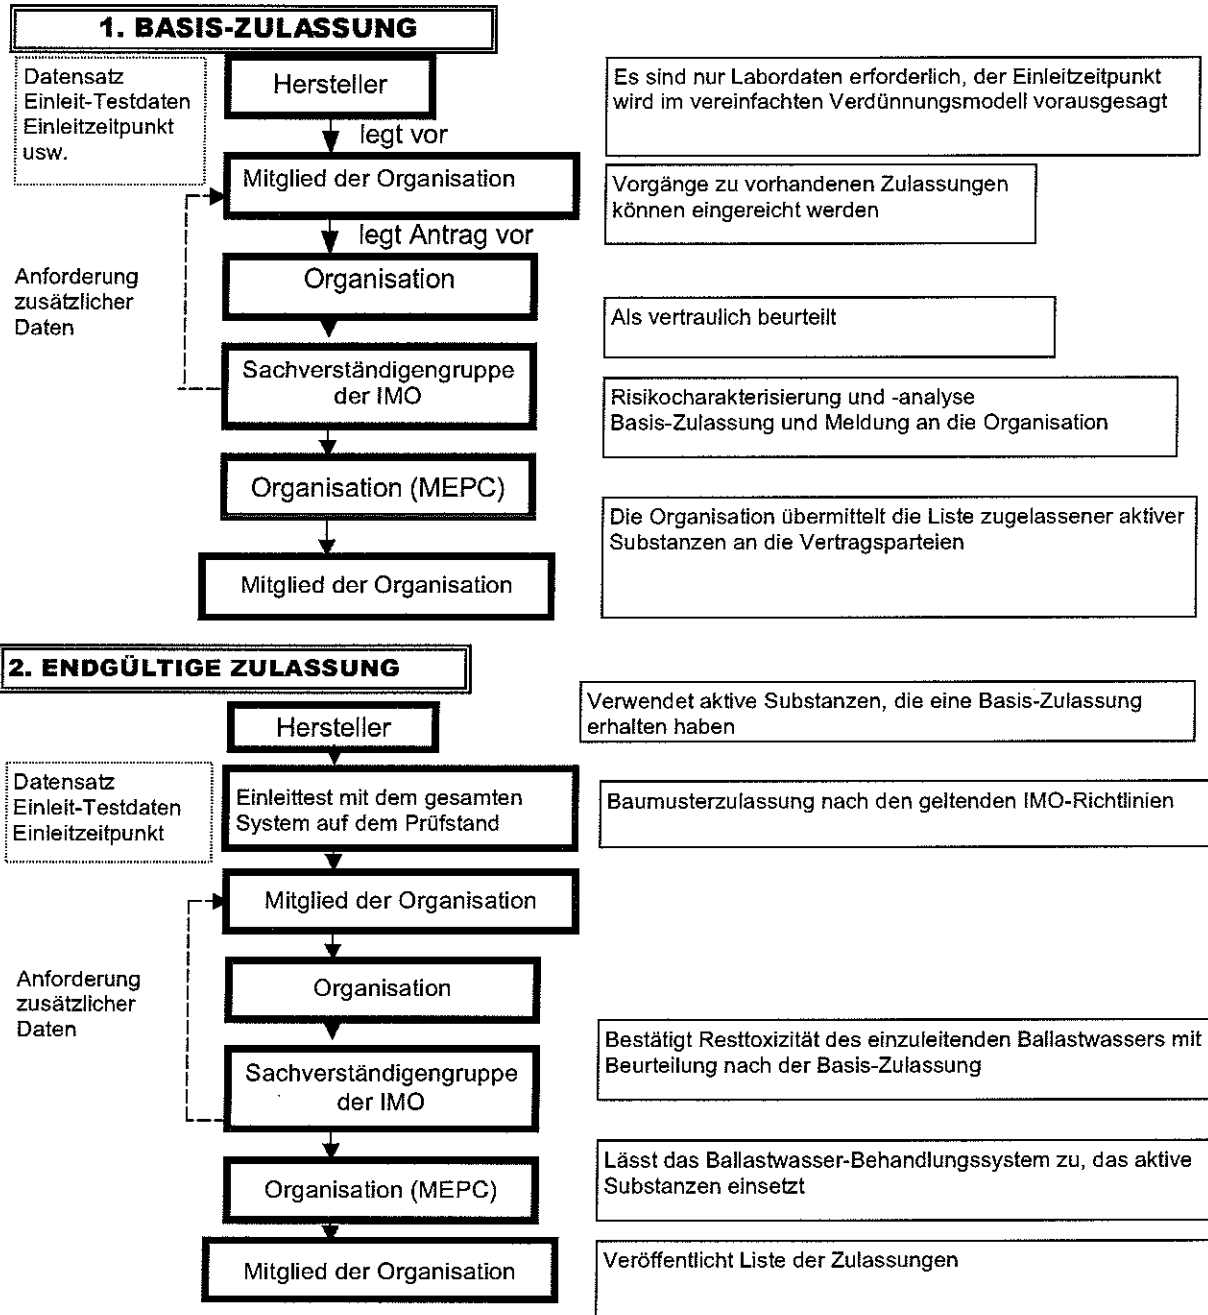 1. BASIS-ZULASSUNG
Datensatz
Einleit-Testdaten
Einleitzeitpunkt
usw.
Hersteller
Es sind nur Labordaten erforderlich, der Einleitzeitpunkt
wird im vereinfachten Verdünnungsmodell vorausgesagt
legt vor
Mitglied der Organisation
Vorgänge zu vorhandenen Zulassungen
können eingereicht werden
legt Antrag vor
Anforderung
zusätzlicher
Daten
Organisation
Als vertraulich beurteilt
Sachverständigengruppe
der IMO
Risikocharakterisierung und -analyse
Basis-Zulassung und Meldung an die Organisation
Organisation (MEPC)
Die Organisation übermittelt die Liste zugelassener aktiver
Substanzen an die Vertragsparteien
Mitglied der Organisation
2. ENDGÜLTIGE ZULASSUNG
Hersteller
Verwendet aktive Substanzen, die eine Basis-Zulassung
erhalten haben
Datensatz
Einleit-Testdaten
Einleitzeitpunkt
Einleittest mit dem gesamten
System auf dem Prüfstand
Baumusterzulassung nach den geltenden IMO-Richtlinien
Mitglied der Organisation
Anforderung
zusätzlicher
Daten
Organisation
Bestätigt Resttoxizität des einzuleitenden Ballastwassers mit
Beurteilung nach der Basis-Zulassung
Sachverständigengruppe
der IMO
Lässt das Ballastwasser-Behandlungssystem zu, das aktive
Substanzen einsetzt
Organisation (MEPC)
Mitglied der Organisation
Veröffentlicht Liste der Zulassungen